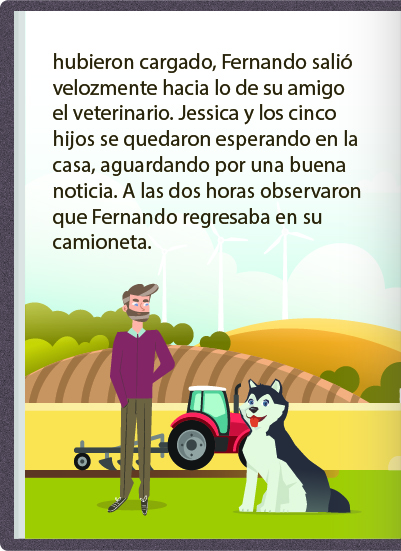 hubieron cargado, Fernando salió
velozmente hacia lo de su amigo
el veterinario. Jessica y los cinco
hijos se quedaron esperando en la
casa, aguardando por una buena
noticia. A las dos horas observaron
que Fernando regresaba en su
camioneta.